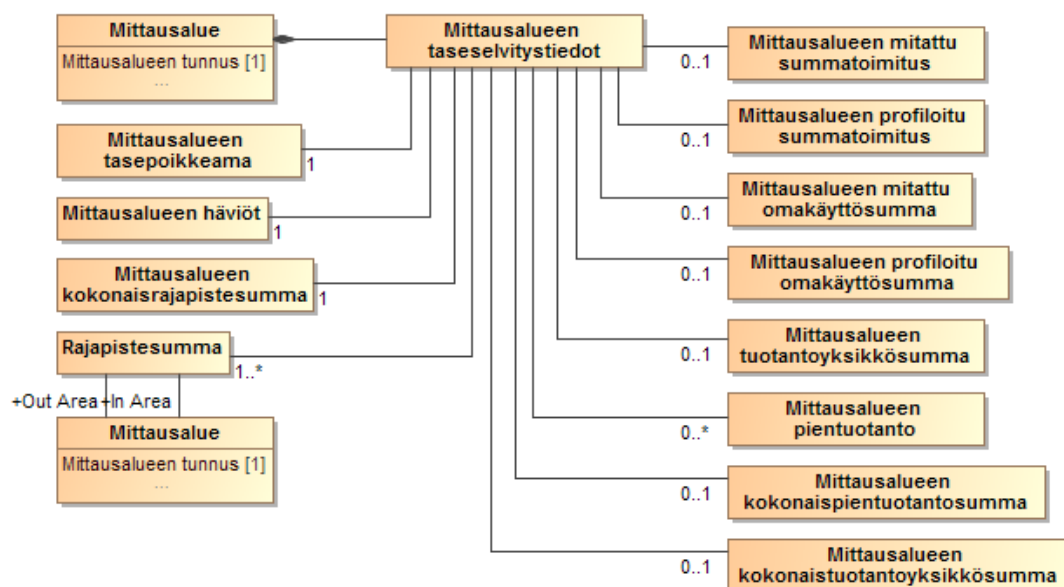 Mittausalue
Mittausalueen tunnus [1]
...
Mittausalueen
taseselvitystiedot
Mittausalueen
tasepoikkeama
1
Mittausalueen häviöt
1
Mittausalueen
kokonaisrajapistesumma
1
Rajapistesumma
1..*
+Out Area
+In Area
Mittausalue
Mittausalueen tunnus [1]
...
Mittausalueen mitattu
summatoimitus
0..1
Mittausalueen profiloitu
summatoimitus
0..1
Mittausalueen mitattu
omakäyttösumma
0..1
Mittausalueen profiloitu
omakäyttösumma
0..1
Mittausalueen
tuotantoyksikkösumma
0..1
Mittausalueen
pientuotanto
0..*
Mittausalueen
kokonaispientuotantosumma
0..1
Mittausalueen
kokonaistuotantoyksikkösumma
0..1